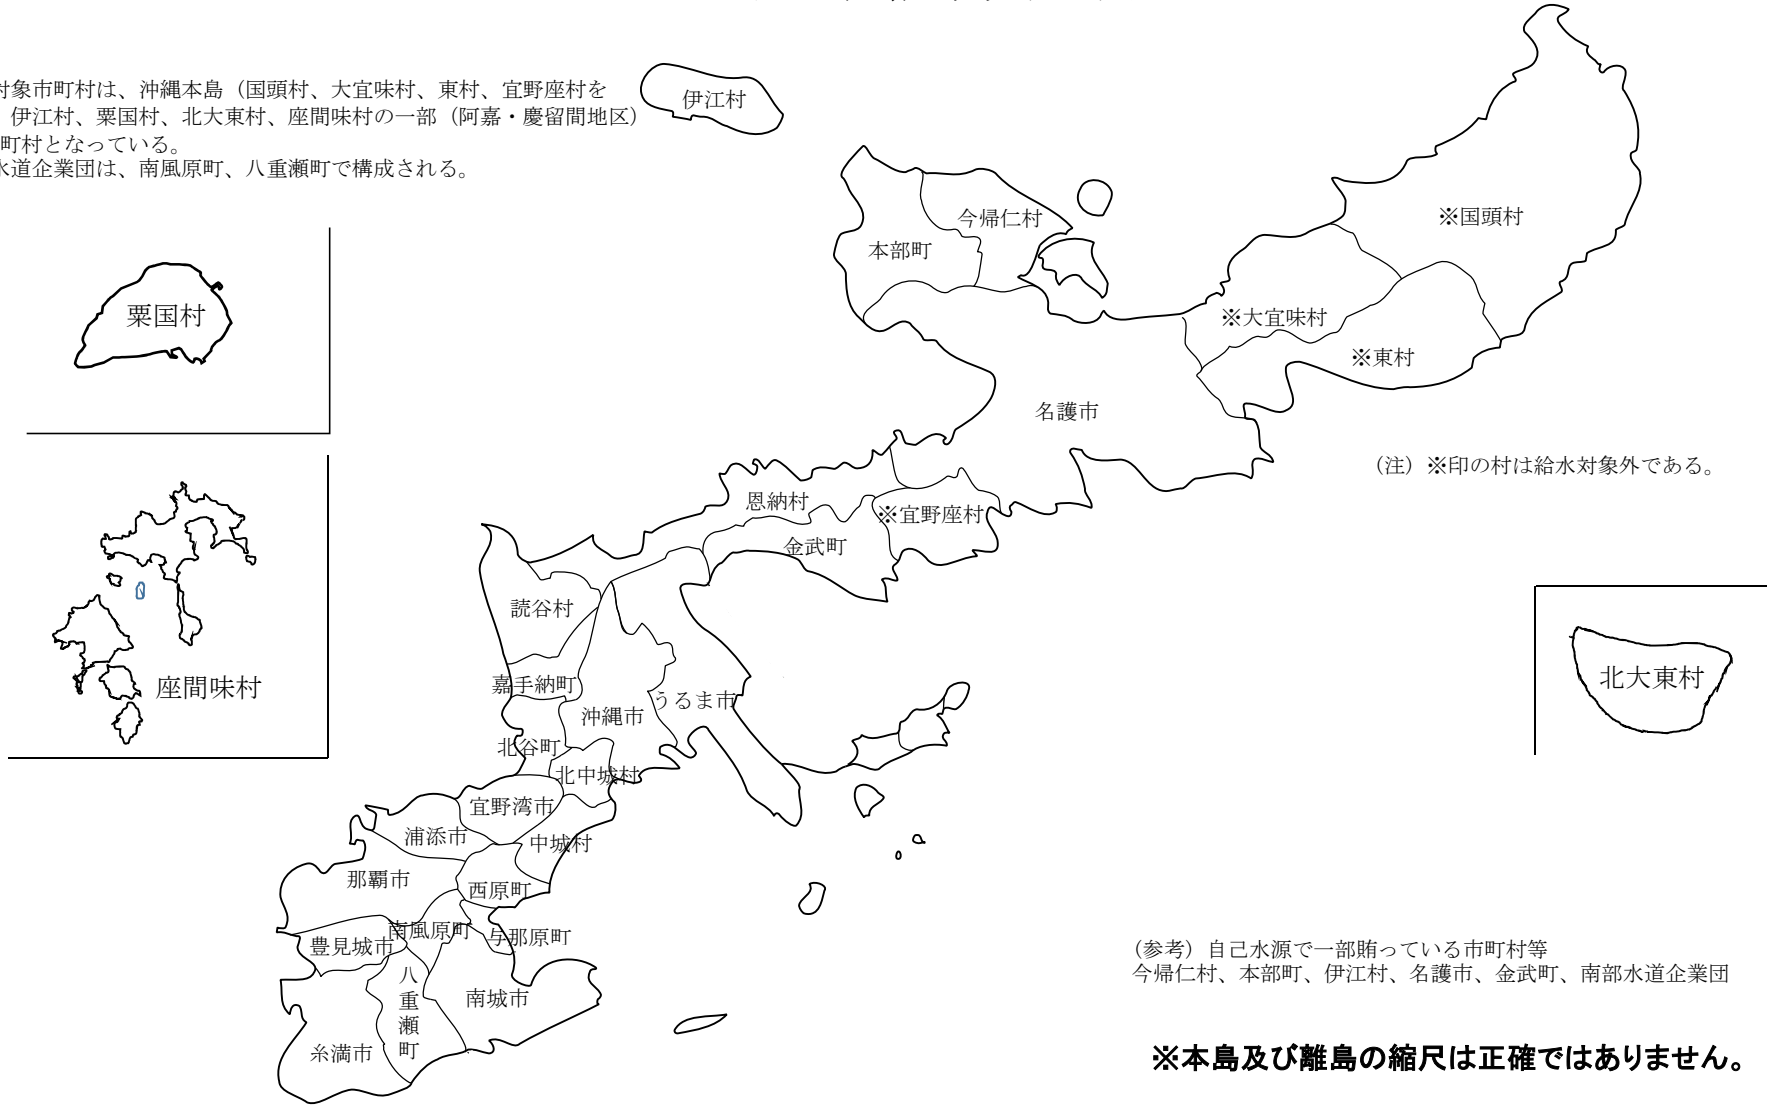 対象市町村は、沖縄本島（国頭村、大宜味村、東村、宜野座村を
、伊江村、粟国村、北大東村、座間味村の一部（阿嘉・慶留間地区）
町村となっている。
水道企業団は、南風原町、八重瀬町で構成される。
伊江村
今帰仁村
本部町
※国頭村
※大宜味村
※東村
粟国村
名護市
（注）※印の村は給水対象外である。
恩納村
※宜野座村
金武町
読谷村
座間味村
嘉手納町
うるま市
沖縄市
北大東村
北谷町
北中城村
宜野湾市
浦添市
中城村
那覇市
西原町
南風原町
与那原町
豊見城市
八重瀬町
南城市
糸満市
（参考）自己水源で一部賄っている市町村等
今帰仁村、本部町、伊江村、名護市、金武町、南部水道企業団
※本島及び離島の縮尺は正確ではありません。